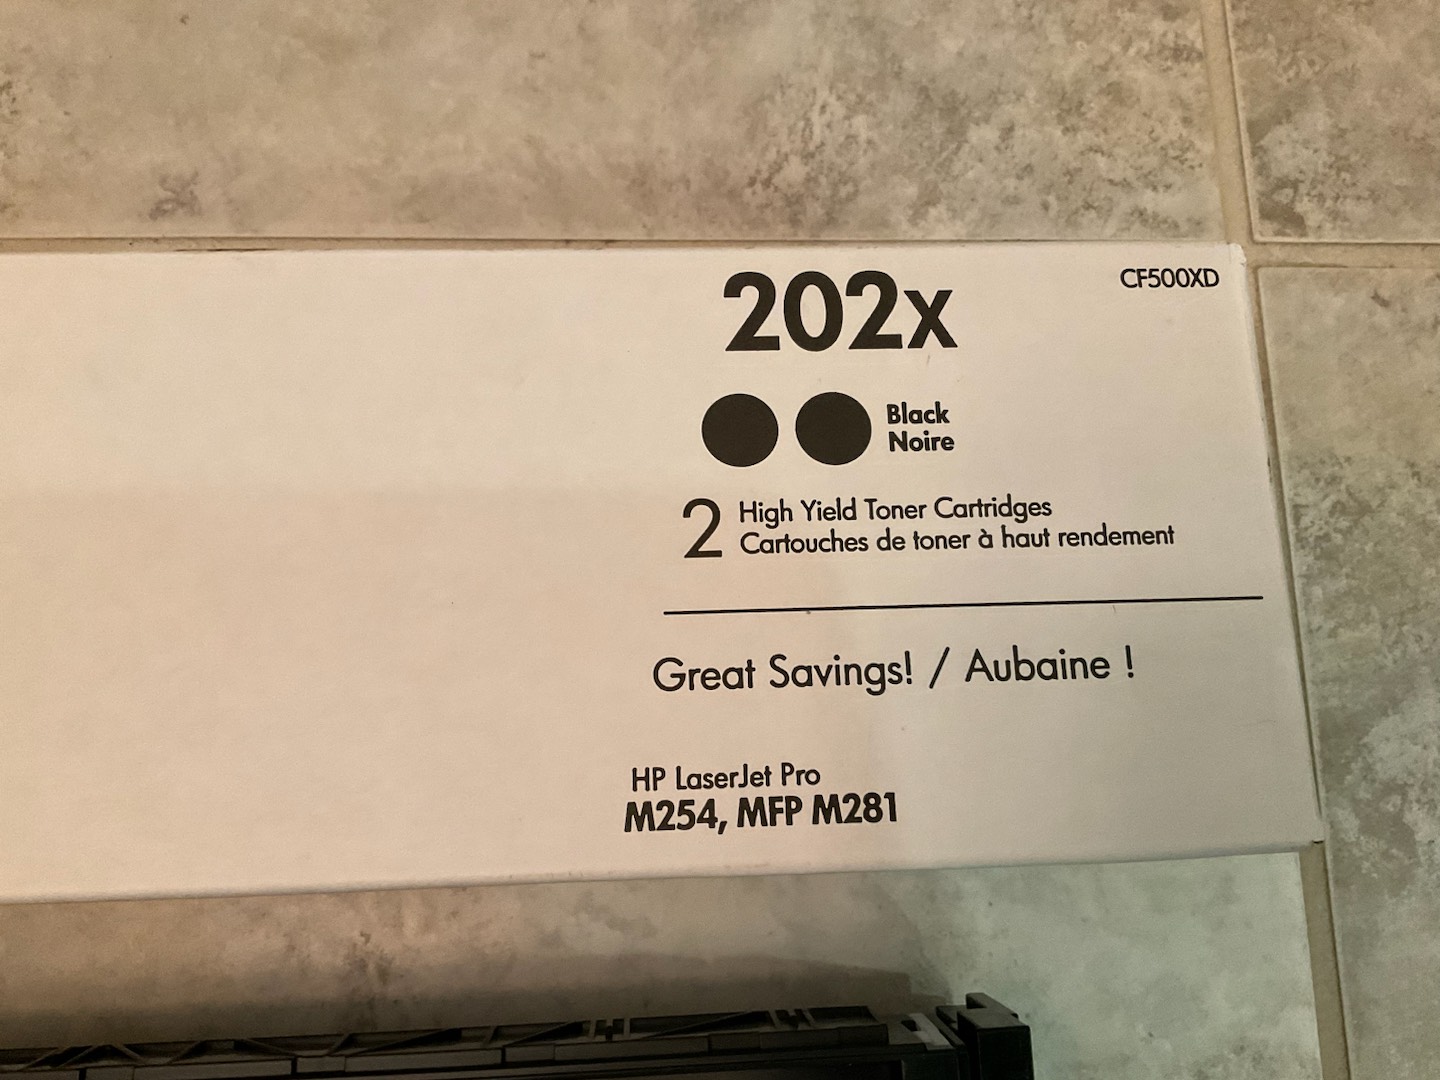 202x
CF500XD
Black
Noire
2 High Yield Toner Cartridges
Cartouches de toner à haut rendement
Great Savings! / Aubaine !
HP LaserJet Pro
M254, MFP M281